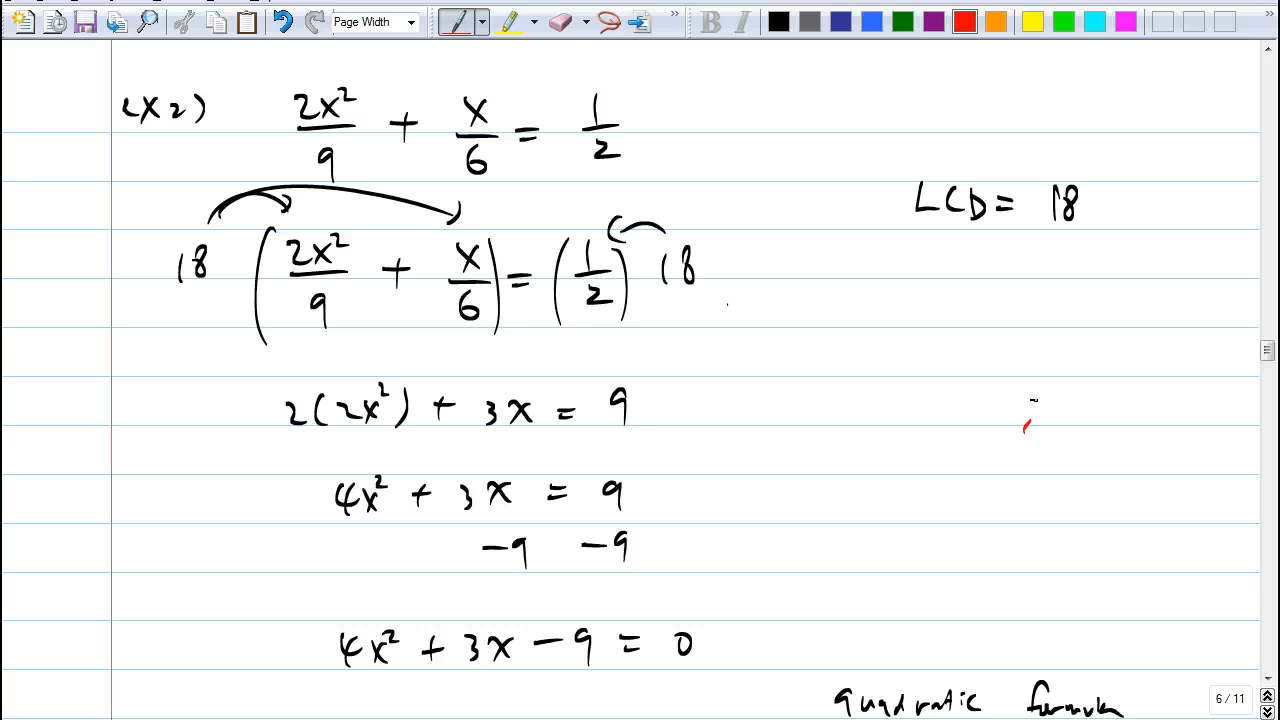 Page Width
(x2) 2x²/9 + x/6 = 1/2
LCD = 18
18 (2x²/9 + x/6) = (1/2) 18
2(2x²) + 3x = 9
4x² + 3x = 9
-9 -9
4x² + 3x - 9 = 0
quadratic formula
6 / 11